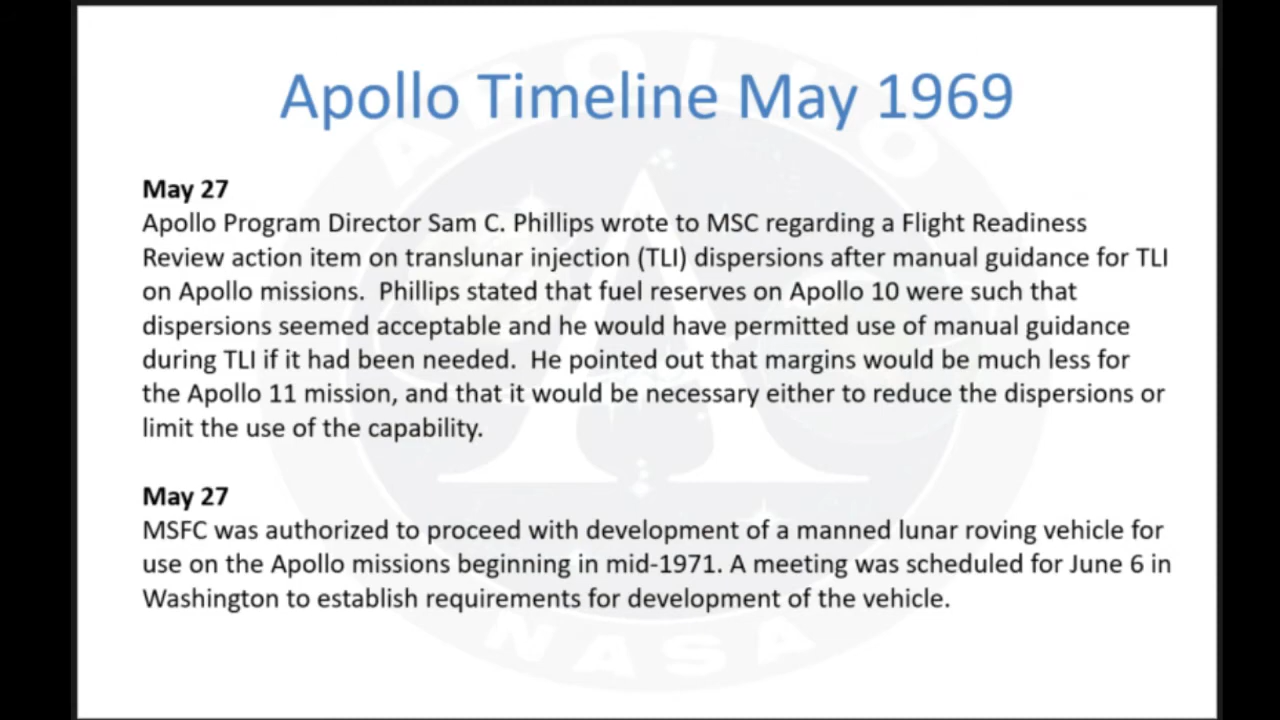 Apollo Timeline May 1969
May 27
Apollo Program Director Sam C. Phillips wrote to MSC regarding a Flight Readiness
Review action item on translunar injection (TLI) dispersions after manual guidance for TLI
on Apollo missions.  Phillips stated that fuel reserves on Apollo 10 were such that
dispersions seemed acceptable and he would have permitted use of manual guidance
during TLI if it had been needed.  He pointed out that margins would be much less for
the Apollo 11 mission, and that it would be necessary either to reduce the dispersions or
limit the use of the capability.
May 27
MSFC was authorized to proceed with development of a manned lunar roving vehicle for
use on the Apollo missions beginning in mid-1971. A meeting was scheduled for June 6 in
Washington to establish requirements for development of the vehicle.
APOLLO
NASA